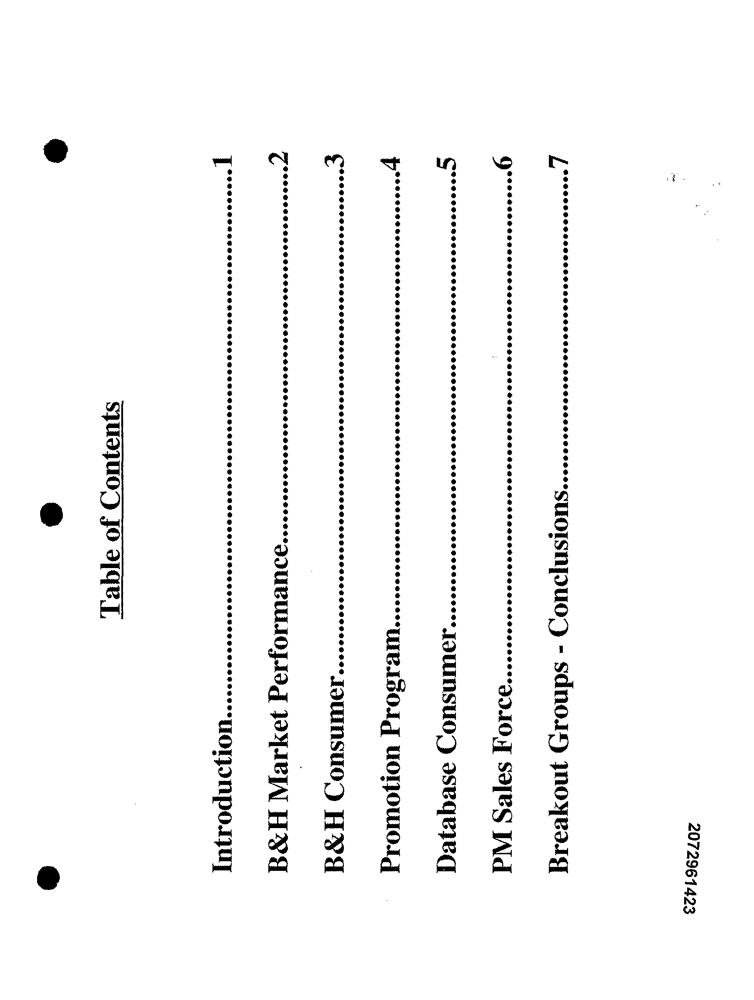 Table of Contents
Introduction..........................................................................................1
B&H Market Performance..............................................................2
B&H Consumer..................................................................................3
Promotion Program...........................................................................4
Database Consumer............................................................................5
PM Sales Force...................................................................................6
Breakout Groups - Conclusions.....................................................7
2072961423